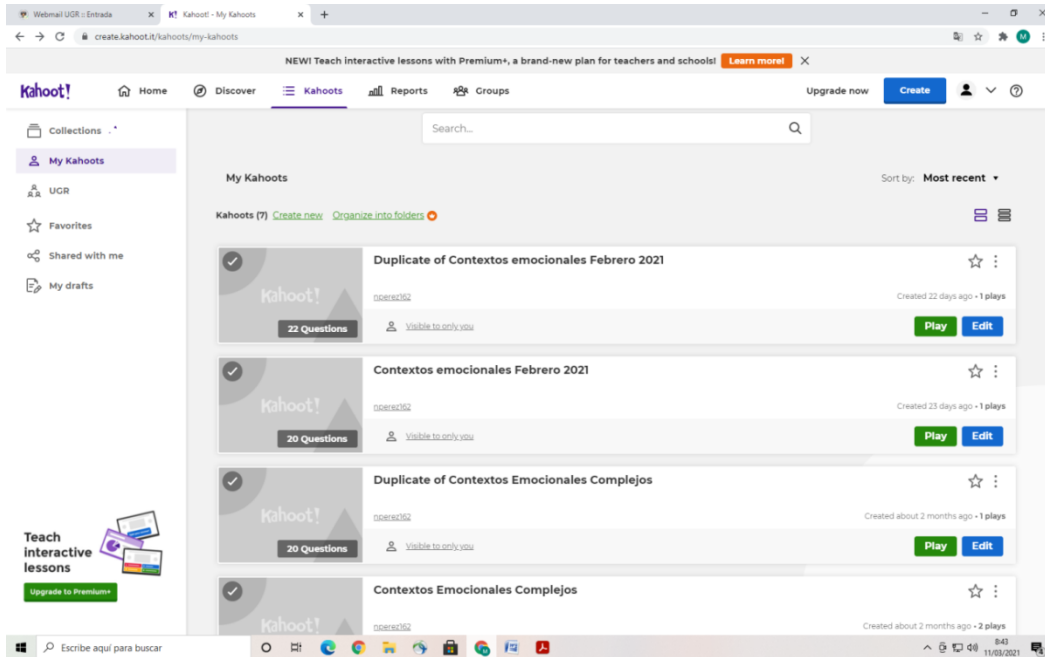 Webmail UGR :: Entrada
Kahoot! - My Kahoots
create.kahoot.it/kahoots/my-kahoots
NEW! Teach interactive lessons with Premium+, a brand-new plan for teachers and schools! Learn more!
Kahoot! Home Discover Kahoots Reports Groups Upgrade now Create
Search...
Collections
My Kahoots
UGR
Favorites
Shared with me
My drafts
Teach
interactive
lessons
Upgrade to Premium+
My Kahoots
Sort by: Most recent
Kahoots (7) Create new Organize into folders
Kahoot!
22 Questions
Duplicate of Contextos emocionales Febrero 2021
nperez162
Created 22 days ago • 1 plays
Visible to only you
Play Edit
Kahoot!
20 Questions
Contextos emocionales Febrero 2021
nperez162
Created 23 days ago • 1 plays
Visible to only you
Play Edit
Kahoot!
20 Questions
Duplicate of Contextos Emocionales Complejos
nperez162
Created about 2 months ago • 1 plays
Visible to only you
Play Edit
Kahoot!
Contextos Emocionales Complejos
nperez162
Created about 2 months ago • 2 plays
Escribe aquí para buscar
8:43
11/03/2021